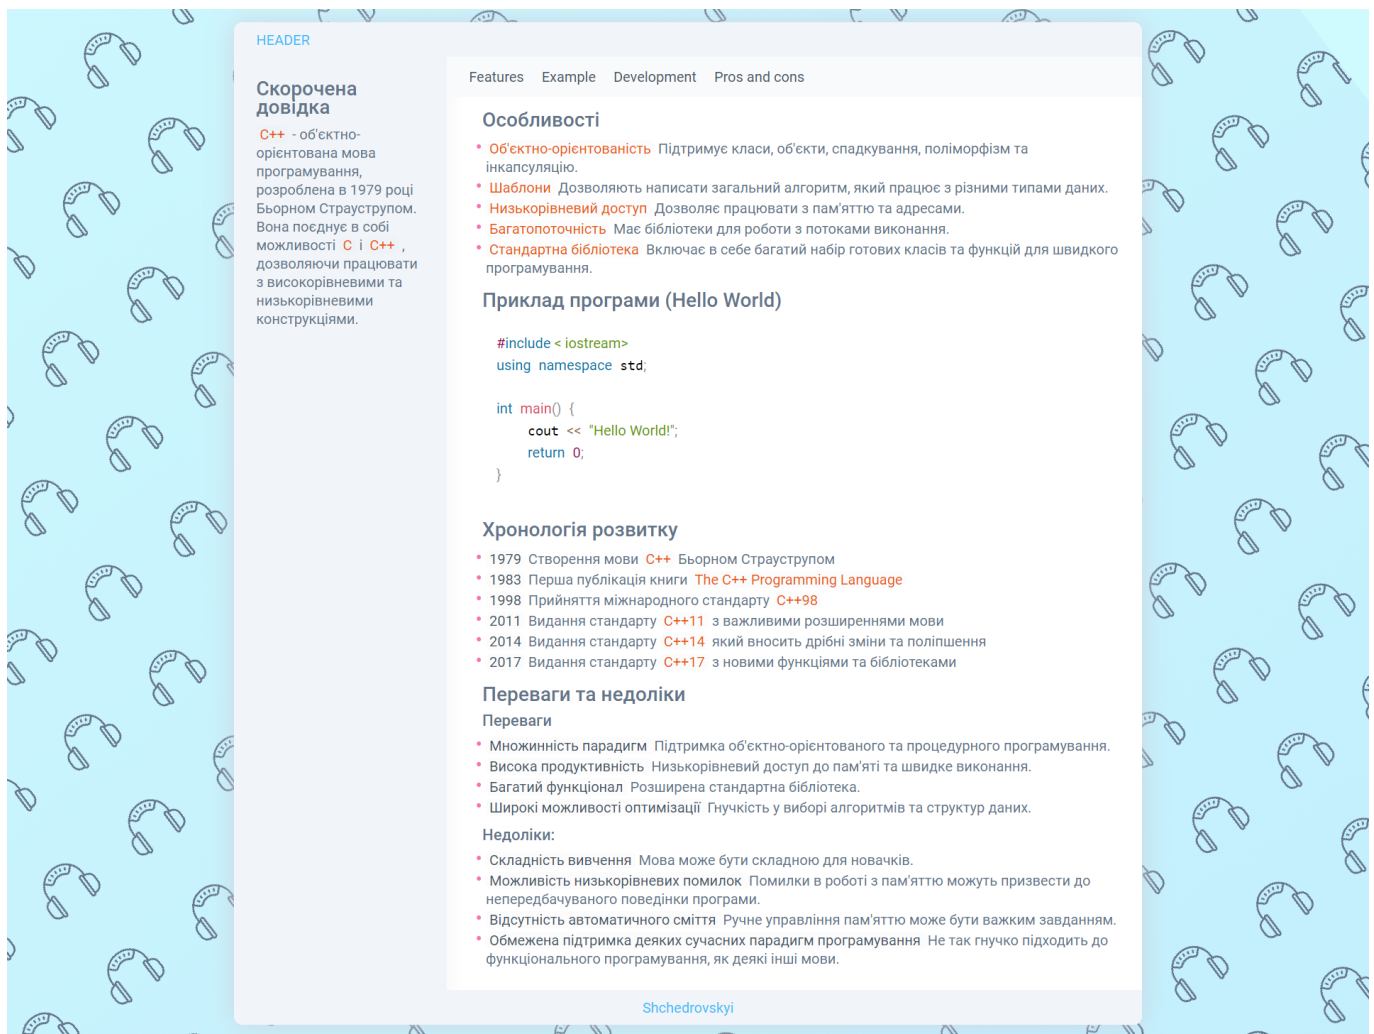 HEADER
Скорочена
довідка
C++ - об'єктно-
орієнтована мова
програмування,
розроблена в 1979 році
Бьорном Страуструпом.
Вона поєднує в собі
можливості C і C++ ,
дозволяючи працювати
з високорівневими та
низькорівневими
конструкціями.
Features Example Development Pros and cons
Особливості
Об'єктно-орієнтованість Підтримує класи, об'єкти, спадкування, поліморфізм та
інкапсуляцію.
Шаблони Дозволяють написати загальний алгоритм, який працює з різними типами даних.
Низькорівневий доступ Дозволяє працювати з пам'яттю та адресами.
Багатопоточність Має бібліотеки для роботи з потоками виконання.
Стандартна бібліотека Включає в себе багатий набір готових класів та функцій для швидкого
програмування.
Приклад програми (Hello World)
#include < iostream>
using namespace std;
int main() {
cout << "Hello World!";
return 0;
}
Хронологія розвитку
1979 Створення мови C++ Бьорном Страуструпом
1983 Перша публікація книги The C++ Programming Language
1998 Прийняття міжнародного стандарту C++98
2011 Видання стандарту C++11 з важливими розширеннями мови
2014 Видання стандарту C++14 який вносить дрібні зміни та поліпшення
2017 Видання стандарту C++17 з новими функціями та бібліотеками
Переваги та недоліки
Переваги
Множинність парадигм Підтримка об'єктно-орієнтованого та процедурного програмування.
Висока продуктивність Низькорівневий доступ до пам'яті та швидке виконання.
Багатий функціонал Розширена стандартна бібліотека.
Широкі можливості оптимізації Гнучкість у виборі алгоритмів та структур даних.
Недоліки:
Складність вивчення Мова може бути складною для новачків.
Можливість низькорівневих помилок Помилки в роботі з пам'яттю можуть призвести до
непередбачуваного поведінки програми.
Відсутність автоматичного сміття Ручне управління пам'яттю може бути важким завданням.
Обмежена підтримка деяких сучасних парадигм програмування Не так гнучко підходить до
функціонального програмування, як деякі інші мови.
Shchedrovskyi